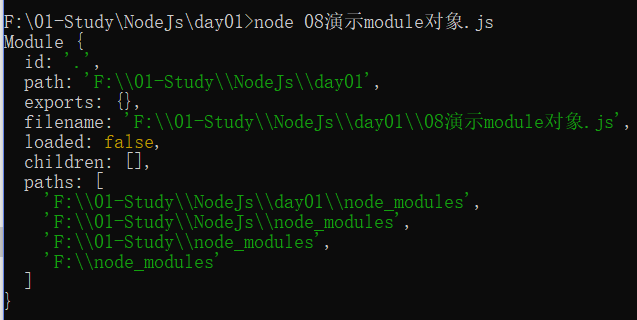 F:\01-Study\NodeJs\day01>node 08演示module对象.js
Module {
  id: '.',
  path: 'F:\\01-Study\\NodeJs\\day01',
  exports: {},
  filename: 'F:\\01-Study\\NodeJs\\day01\\08演示module对象.js',
  loaded: false,
  children: [],
  paths: [
    'F:\\01-Study\\NodeJs\\day01\\node_modules',
    'F:\\01-Study\\NodeJs\\node_modules',
    'F:\\01-Study\\node_modules',
    'F:\\node_modules'
  ]
}